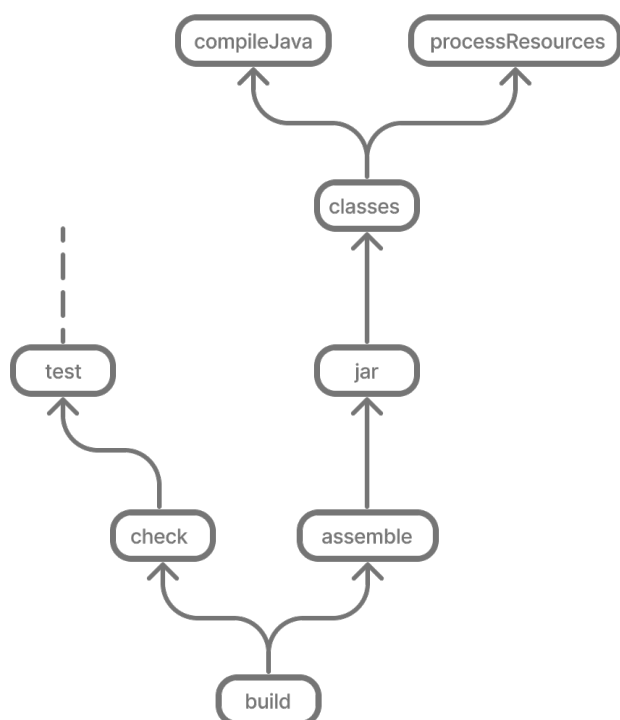 compileJava
processResources
classes
test
jar
check
assemble
build